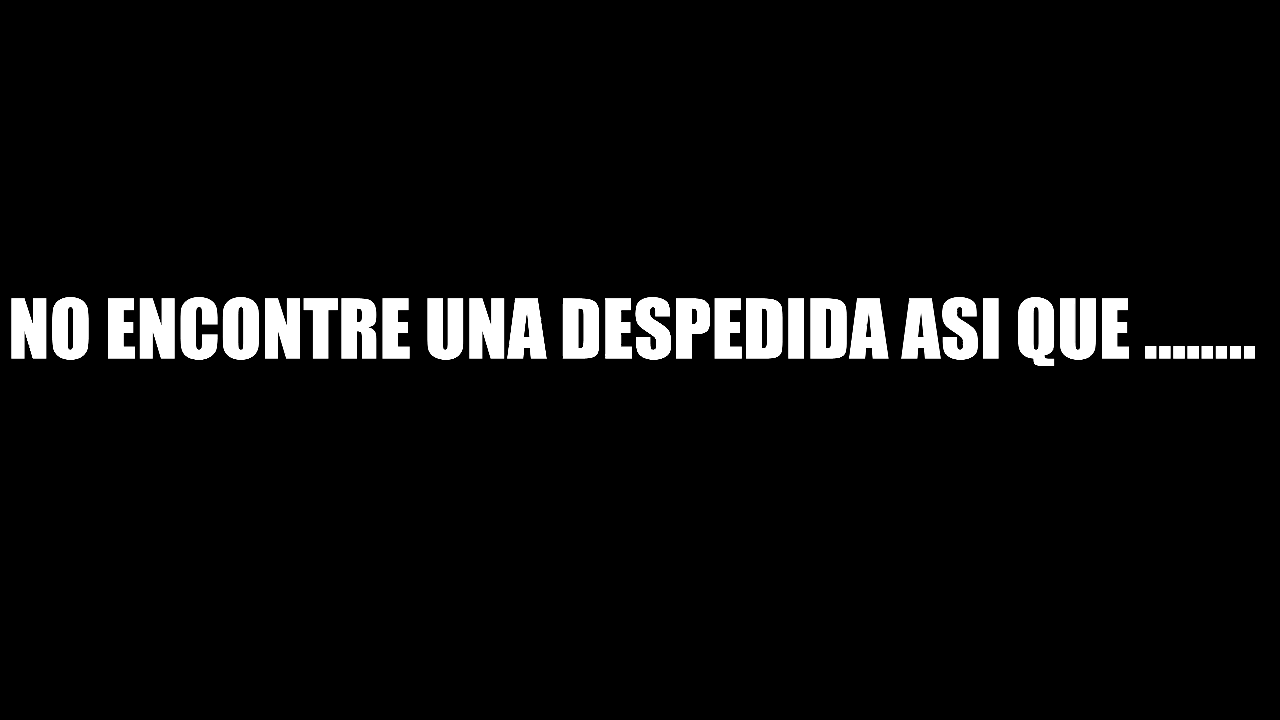 NO ENCONTRE UNA DESPEDIDA ASI QUE ........